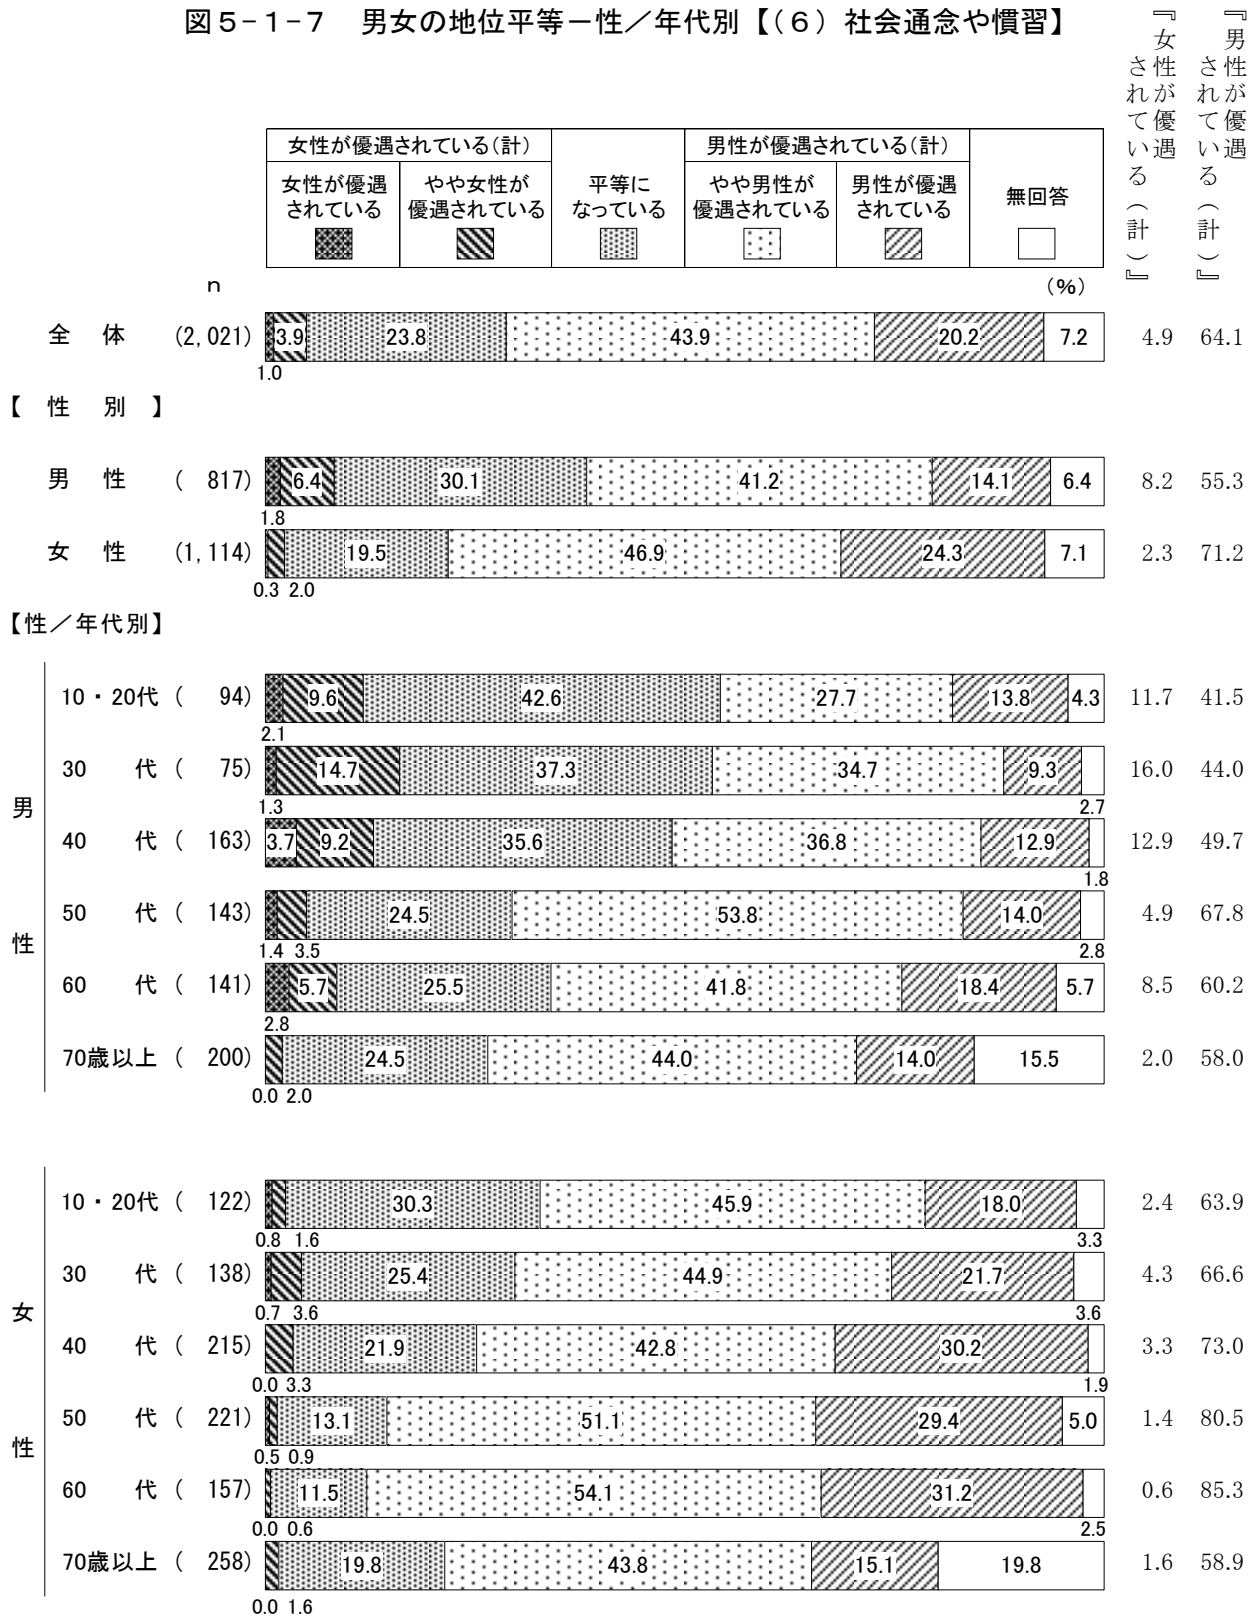 図５－１－７　男女の地位平等－性／年代別【（６）社会通念や慣習】
『女性が優遇されている（計）』
『男性が優遇されている（計）』
女性が優遇されている（計）
男性が優遇されている（計）
女性が優遇されている
やや女性が優遇されている
平等になっている
やや男性が優遇されている
男性が優遇されている
無回答
ｎ （％）
全　体 (2,021) 3.9 23.8 43.9 20.2 7.2 4.9 64.1
1.0
【　性　別　】
男　性 (　817) 6.4 30.1 41.2 14.1 6.4 8.2 55.3
1.8
女　性 (1,114) 19.5 46.9 24.3 7.1 2.3 71.2
0.3 2.0
【性／年代別】
男性
10・20代 (　94) 9.6 42.6 27.7 13.8 4.3 11.7 41.5
2.1
30　代 (　75) 14.7 37.3 34.7 9.3 16.0 44.0
1.3 2.7
40　代 (　163) 3.7 9.2 35.6 36.8 12.9 12.9 49.7
1.8
50　代 (　143) 24.5 53.8 14.0 4.9 67.8
1.4 3.5 2.8
60　代 (　141) 5.7 25.5 41.8 18.4 5.7 8.5 60.2
2.8
70歳以上 (　200) 24.5 44.0 14.0 15.5 2.0 58.0
0.0 2.0
女性
10・20代 (　122) 30.3 45.9 18.0 2.4 63.9
0.8 1.6 3.3
30　代 (　138) 25.4 44.9 21.7 4.3 66.6
0.7 3.6 3.6
40　代 (　215) 21.9 42.8 30.2 3.3 73.0
0.0 3.3 1.9
50　代 (　221) 13.1 51.1 29.4 5.0 1.4 80.5
0.5 0.9
60　代 (　157) 11.5 54.1 31.2 0.6 85.3
0.0 0.6 2.5
70歳以上 (　258) 19.8 43.8 15.1 19.8 1.6 58.9
0.0 1.6